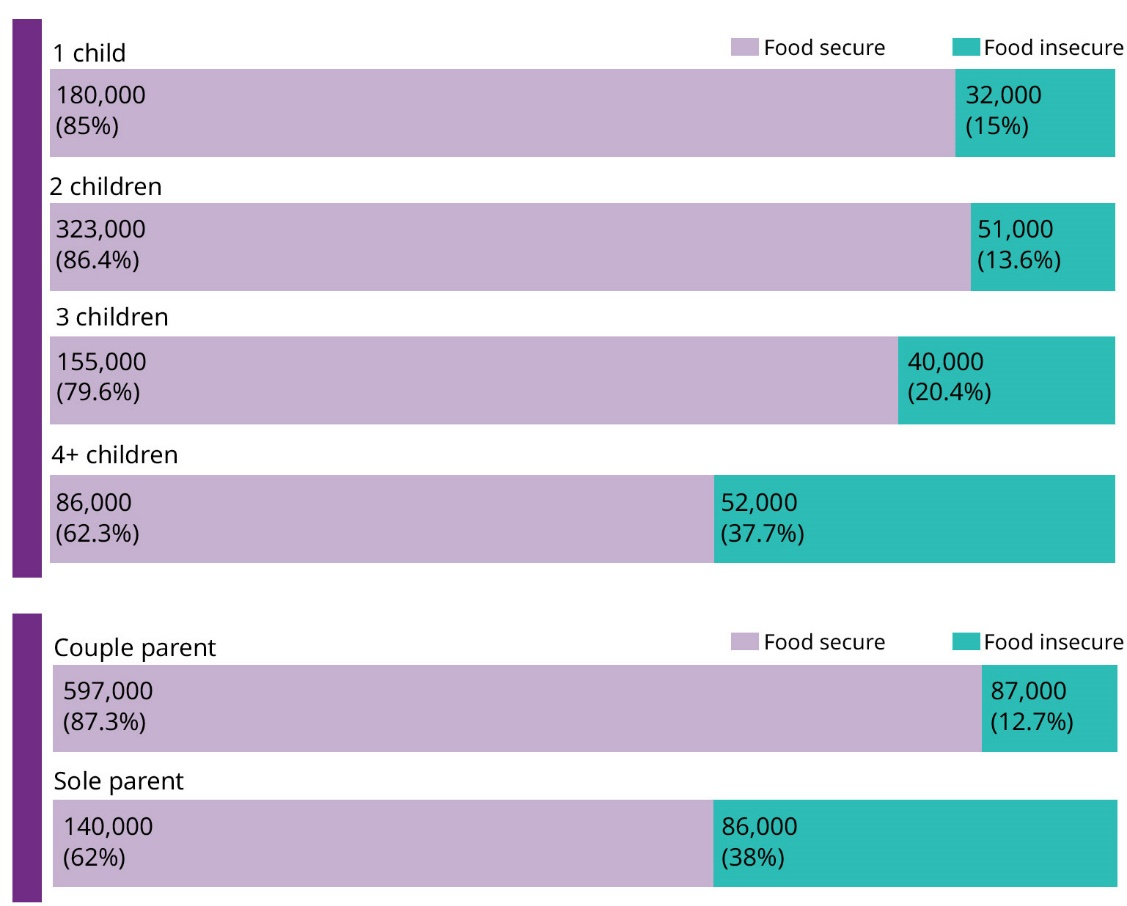 1 child
Food secure
Food insecure
180,000
(85%)
32,000
(15%)
2 children
323,000
(86.4%)
51,000
(13.6%)
3 children
155,000
(79.6%)
40,000
(20.4%)
4+ children
86,000
(62.3%)
52,000
(37.7%)
Couple parent
Food secure
Food insecure
597,000
(87.3%)
87,000
(12.7%)
Sole parent
140,000
(62%)
86,000
(38%)